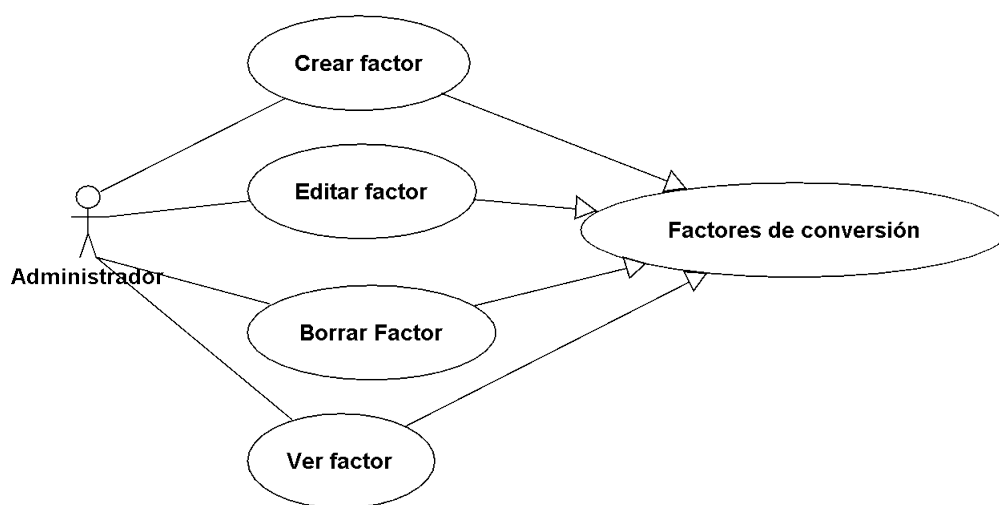 Crear factor
Editar factor
Factores de conversión
Administrador
Borrar Factor
Ver factor